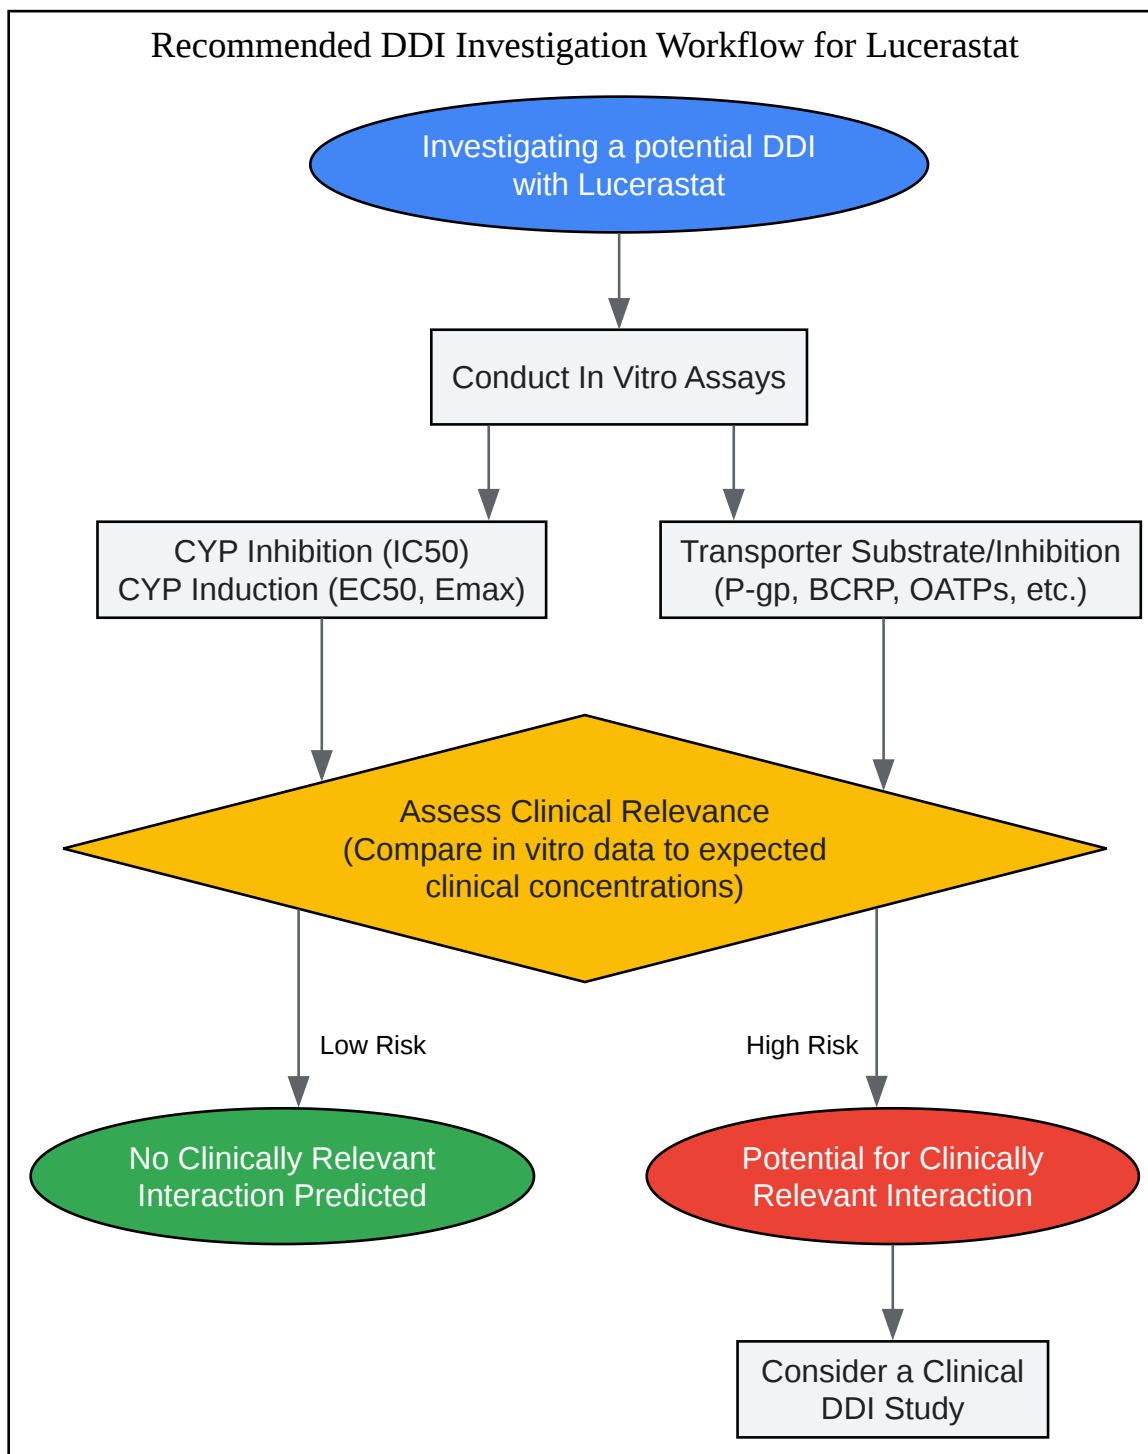 Recommended DDI Investigation Workflow for Lucerastat
Investigating a potential DDI
with Lucerastat
Conduct In Vitro Assays
CYP Inhibition (IC50)
CYP Induction (EC50, Emax)
Transporter Substrate/Inhibition
(P-gp, BCRP, OATPs, etc.)
Assess Clinical Relevance
(Compare in vitro data to expected
clinical concentrations)
Low Risk
High Risk
No Clinically Relevant
Interaction Predicted
Potential for Clinically
Relevant Interaction
Consider a Clinical
DDI Study